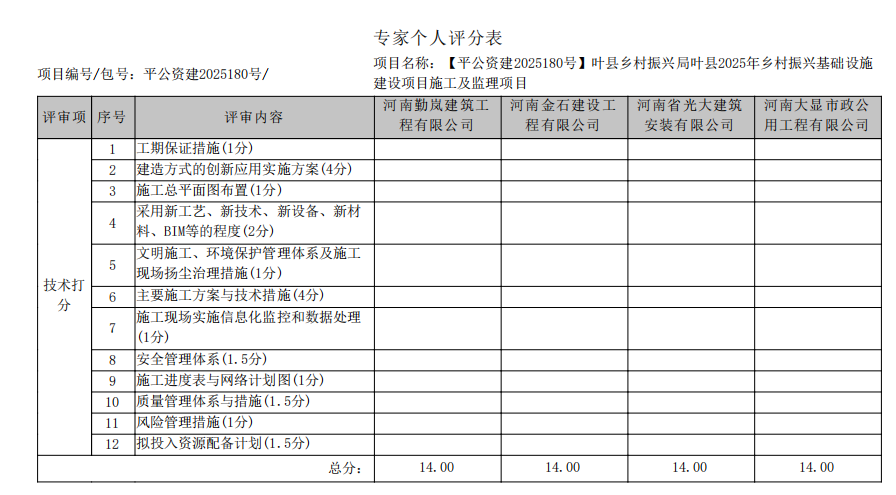 专家个人评分表
项目编号/包号: 平公资建2025180号/
项目名称: 【平公资建2025180号】叶县乡村振兴局叶县2025年乡村振兴基础设施
建设项目施工及监理项目
评审项 序号 评审内容 河南勤岚建筑工 河南金石建设工 河南省光大建筑 河南大显市政公
程有限公司 程有限公司 安装有限公司 用工程有限公司
1 工期保证措施(1分)
2 建造方式的创新应用实施方案(4分)
3 施工总平面图布置(1分)
4 采用新工艺、新技术、新设备、新材
料、BIM等的程度(2分)
5 文明施工、环境保护管理体系及施工
现场扬尘治理措施(1分)
技术打
分
6 主要施工方案与技术措施(4分)
7 施工现场实施信息化监控和数据处理
(1分)
8 安全管理体系(1.5分)
9 施工进度表与网络计划图(1分)
10 质量管理体系与措施(1.5分)
11 风险管理措施(1分)
12 拟投入资源配备计划(1.5分)
总分: 14.00 14.00 14.00 14.00